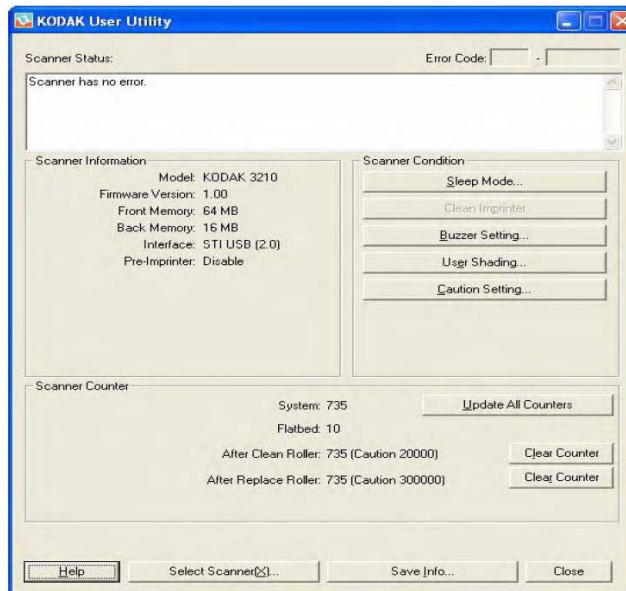 KODAK User Utility
Scanner Status:
Error Code: -
Scanner has no error.
Scanner Information
Model: KODAK 3210
Firmware Version: 1.00
Front Memory: 64 MB
Back Memory: 16 MB
Interface: STI USB (2.0)
Pre-Imprinter: Disable
Scanner Condition
Sleep Mode...
Clean Imprinter
Buzzer Setting...
User Shading...
Caution Setting...
Scanner Counter
System: 735
Update All Counters
Flatbed: 10
After Clean Roller: 735 (Caution 20000)
Clear Counter
After Replace Roller: 735 (Caution 300000)
Clear Counter
Help
Select Scanner(X)...
Save Info...
Close